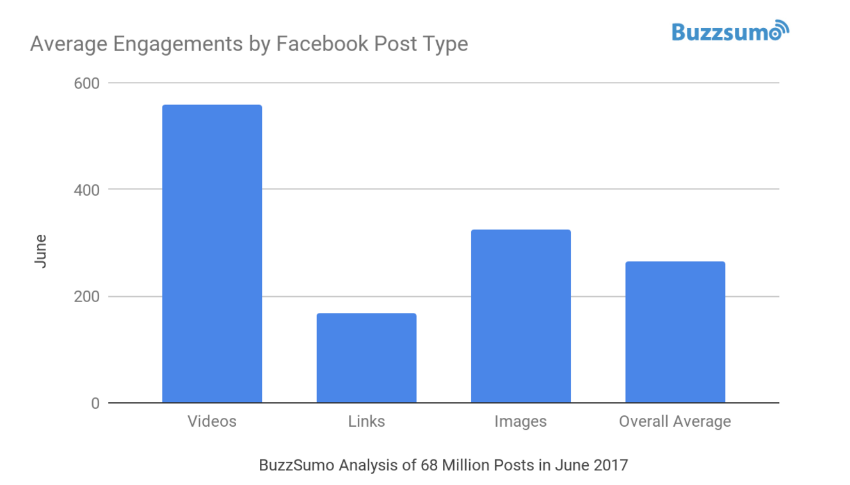 Average Engagements by Facebook Post Type
Buzzsumo
600
400
200
0
June
Videos
Links
Images
Overall Average
BuzzSumo Analysis of 68 Million Posts in June 2017